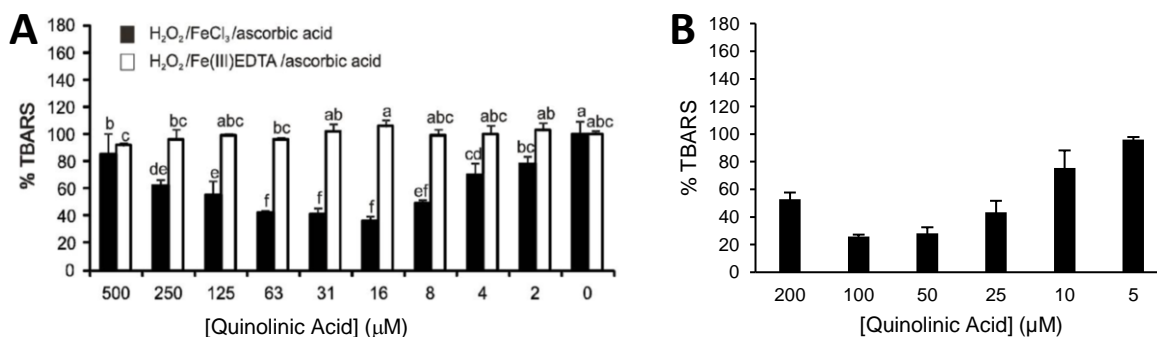 A
H₂O₂/FeCl₃/ascorbic acid
H₂O₂/Fe(III)EDTA/ascorbic acid
% TBARS
180
160
140
120
100
80
60
40
20
0
b c de bc e abc f bc f ab f a ef abc cd abc bc ab a abc
500 250 125 63 31 16 8 4 2 0
[Quinolinic Acid] (μM)
B
% TBARS
180
160
140
120
100
80
60
40
20
0
200 100 50 25 10 5
[Quinolinic Acid] (µM)